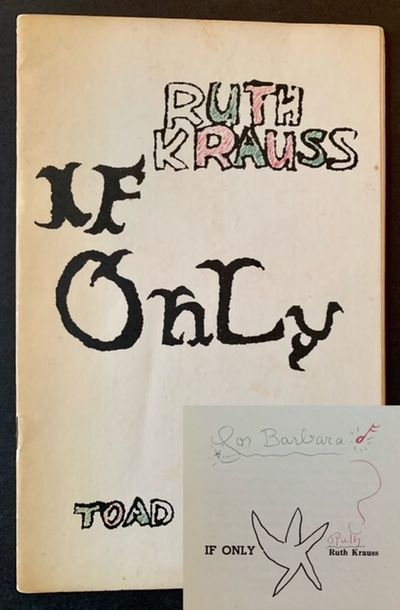 RUTH
KRAUSS
IF
OnLy
TOAD
For Barbara
Ruth
IF ONLY
Ruth Krauss